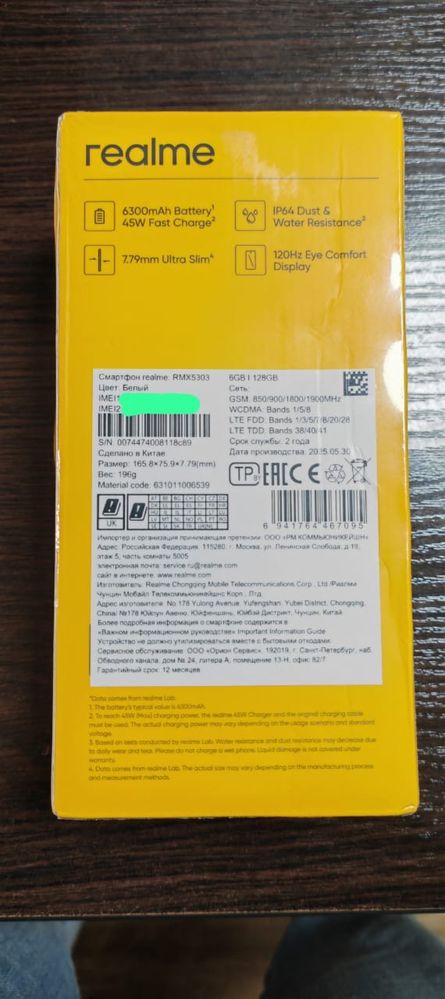 realme
6300mAh Battery¹
45W Fast Charge²
IP64 Dust &
Water Resistance³
7.79mm Ultra Slim⁴
120Hz Eye Comfort
Display
Смартфон realme: RMX5303
Цвет: Белый
IMEI1
IMEI2
S/N: 0074474008118c89
Сделано в Китае
Размер: 165.8×75.9×7.79(mm)
Вес: 196g
Material code: 631011006539
6GB | 128GB
Сеть:
GSM: 850/900/1800/1900MHz
WCDMA: Bands 1/5/8
LTE FDD: Bands 1/3/5/7/8/20/28
LTE TDD: Bands 38/40/41
Срок службы: 2 года
Дата производства: 2025.05.30
EAC CE
UK
6 941764 467095
Импортер и организация принимающая претензии: ООО «РМ КОММЬЮНИКЕЙШН»
Адрес: Российская Федерация, 115280, г. Москва, ул. Ленинская Слобода, д.19,
этаж 5, часть комнаты 5005
электронная почта: service.ru@realme.com
сайт в интернете: www.realme.com
Изготовитель: Realme Chongqing Mobile Telecommunications Corp., Ltd./Риалми
Чунцин Мобайл Телекоммьюникейшнс Корп., Лтд.
Адрес изготовителя: No.178 Yulong Avenue, Yufengshan, Yubei District, Chongqing,
China/ №178 Юйлун Авеню, Юйфэншань, Юйбэй Дистрикт, Чунцин, Китай
Более подробная информация о смартфоне содержится в
«Важном информационном руководстве» Important Information Guide
Устройство не должно утилизироваться вместе с бытовыми отходами.
Сервисное обслуживание: ООО «Орион Сервис», 192019, г. Санкт-Петербург, наб.
Обводного канала, дом № 24, литера А, помещение 13-Н, офис 82/7
Гарантийный срок: 12 месяцев
*Data comes from realme Lab.
1. The battery's typical value is 6300mAh.
2. To reach 45W (Max) charging power, the realme 45W Charger and the original charging cable
must be used. The actual charging power may vary depending on the usage scenario and standard
voltage.
3. Based on tests conducted by realme Lab. Water resistance and dust resistance may decrease due
to daily wear and tear. Please do not charge a wet phone. Liquid damage is not covered under
warranty.
4. Data comes from realme Lab. The actual size may vary depending on the manufacturing process
and measurement methods.